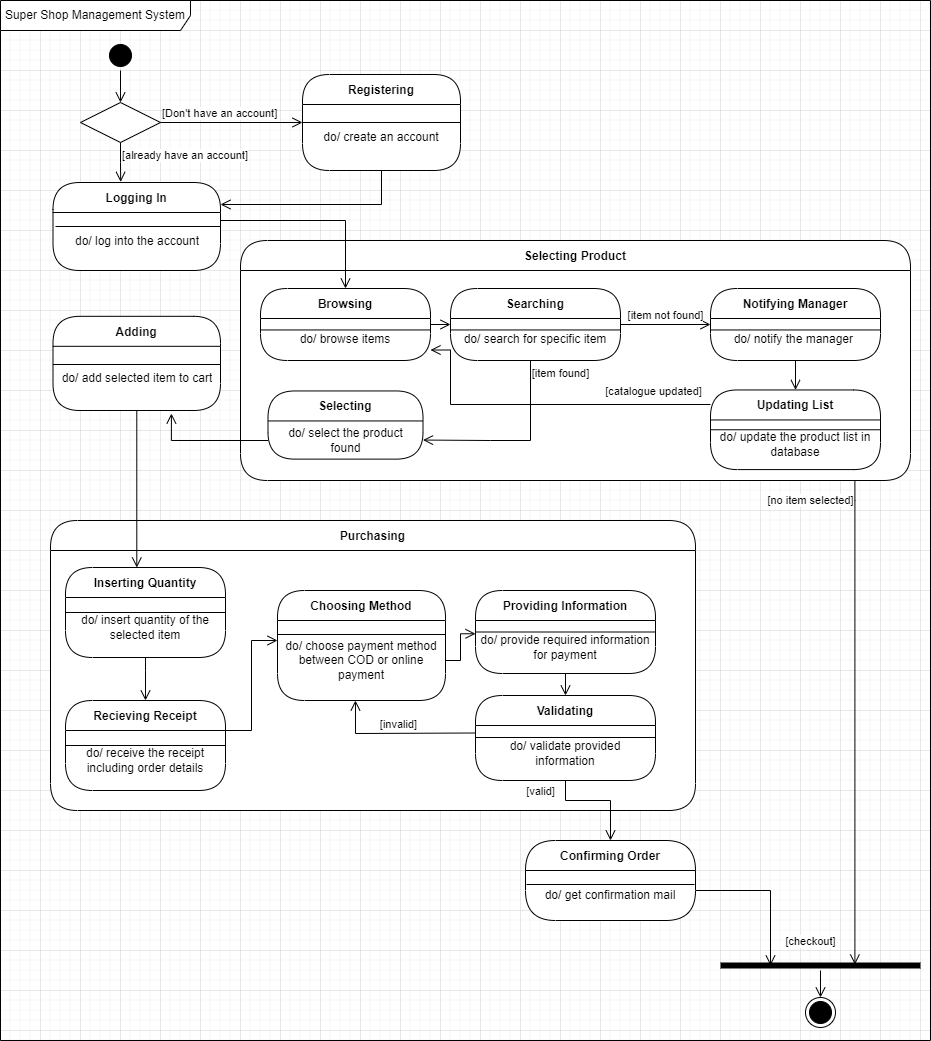 Super Shop Management System
Registering
[Don't have an account]
do/ create an account
[already have an account]
Logging In
do/ log into the account
Selecting Product
Browsing
do/ browse items
Searching
do/ search for specific item
[item not found]
Notifying Manager
do/ notify the manager
Adding
do/ add selected item to cart
[item found]
[catalogue updated]
Selecting
do/ select the product
found
Updating List
do/ update the product list in
database
[no item selected]
Purchasing
Inserting Quantity
do/ insert quantity of the
selected item
Choosing Method
do/ choose payment method
between COD or online
payment
Providing Information
do/ provide required information
for payment
Recieving Receipt
do/ receive the receipt
including order details
[invalid]
Validating
do/ validate provided
information
[valid]
Confirming Order
do/ get confirmation mail
[checkout]